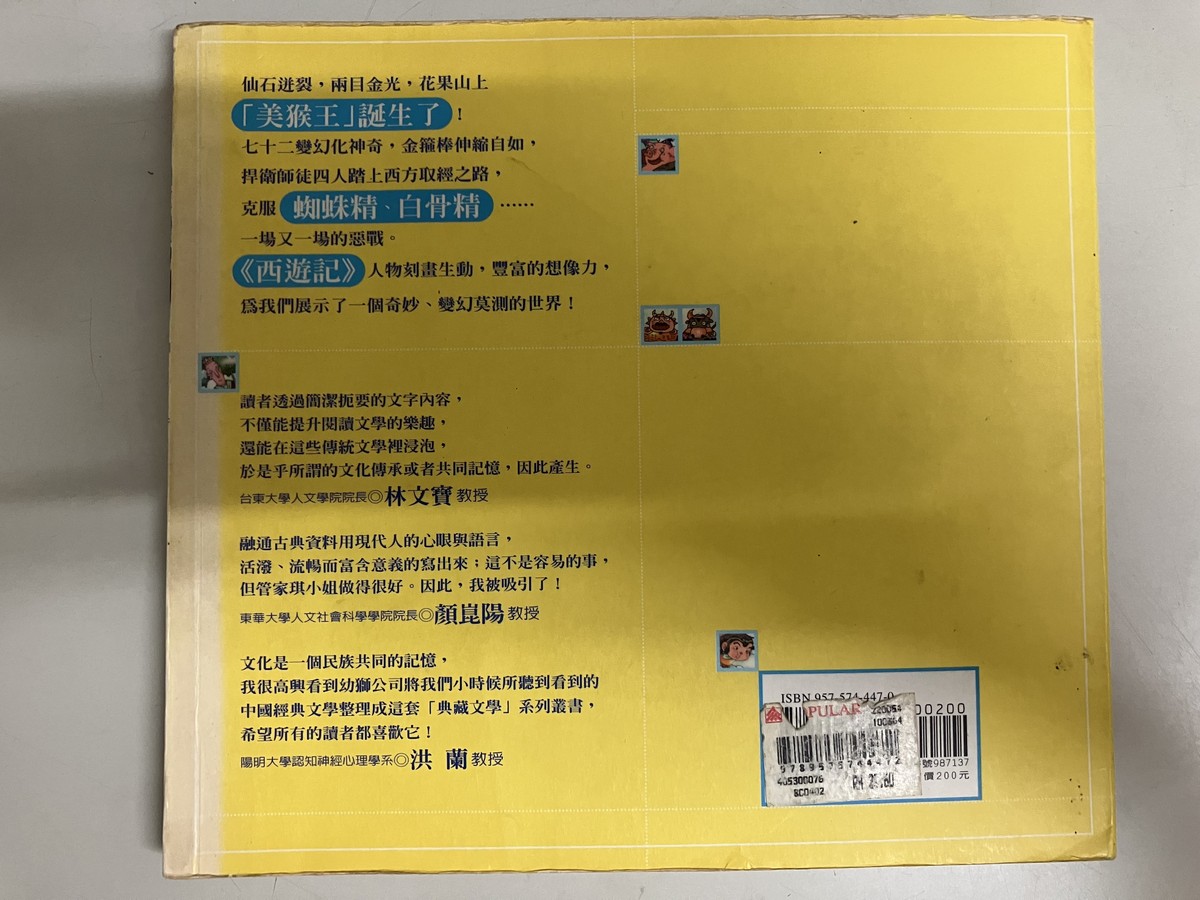 仙石迸裂，兩目金光，花果山上
「美猴王」誕生了！
七十二變幻化神奇，金箍棒伸縮自如，
捍衛師徒四人踏上西方取經之路，
克服 蜘蛛精、白骨精 ……
一場又一場的惡戰。
《西遊記》人物刻畫生動，豐富的想像力，
爲我們展示了一個奇妙、變幻莫測的世界！
讀者透過簡潔扼要的文字內容，
不僅能提升閱讀文學的樂趣，
還能在這些傳統文學裡浸泡，
於是乎所謂的文化傳承或者共同記憶，因此產生。
台東大學人文學院院長◎林文寶 教授
融通古典資料用現代人的心眼與語言，
活潑、流暢而富含意義的寫出來；這不是容易的事，
但管家琪小姐做得很好。因此，我被吸引了！
東華大學人文社會科學學院院長◎顏崑陽 教授
文化是一個民族共同的記憶，
我很高興看到幼獅公司將我們小時候所聽到看到的
中國經典文學整理成這套「典藏文學」系列叢書，
希望所有的讀者都喜歡它！
陽明大學認知神經心理學系◎洪 蘭 教授
ISBN 957-574-447-0
PULAR
00200
9789575744472
405300076
8C0402
號987137
價200元